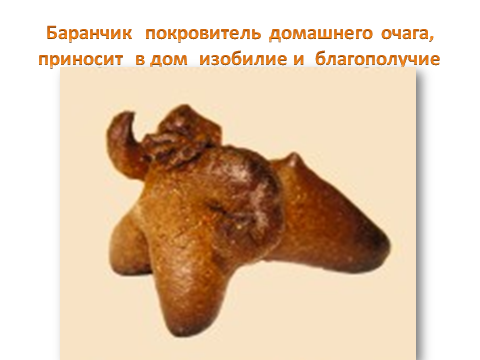 Баранчик покровитель домашнего очага,
приносит в дом изобилие и благополучие